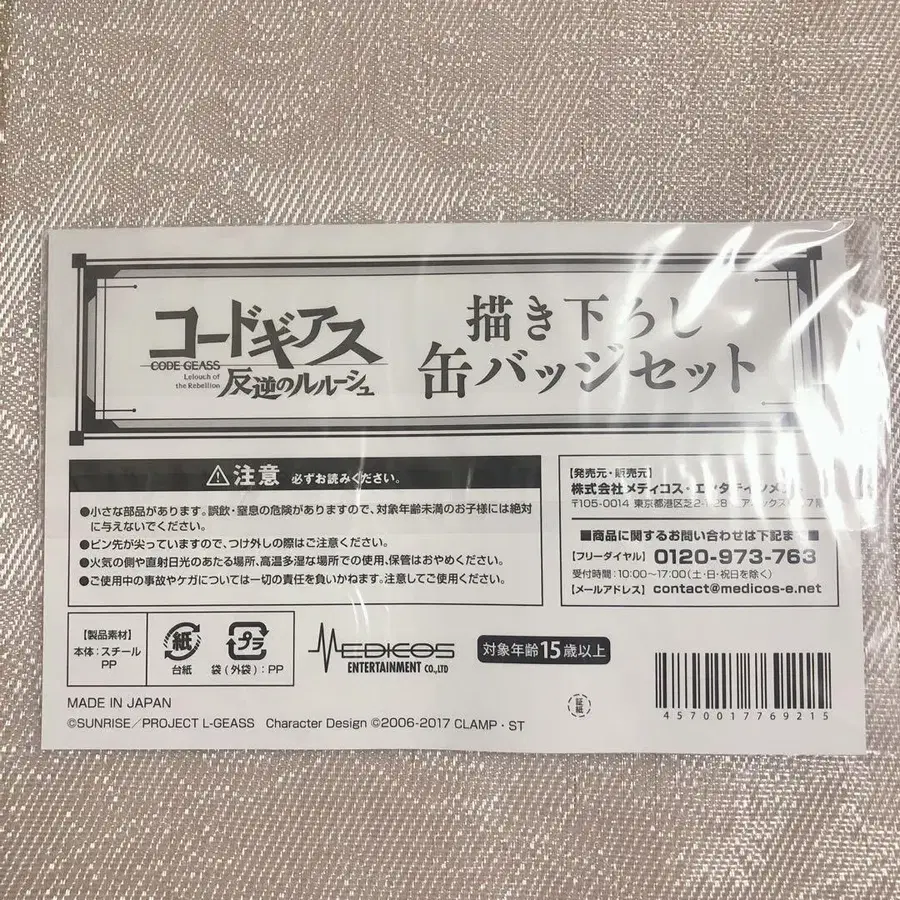 コードギアス
CODE GEASS
Lelouch of
the Rebellion
反逆のルルーシュ
描き下ろし
缶バッジセット
注意 必ずお読みください。
●小さな部品があります。誤飲・窒息の危険がありますので、対象年齢未満のお子様には絶対
に与えないでください。
●ピン先が尖っていますので、つけ外しの際はご注意ください。
●火気の側や直射日光のあたる場所、高温多湿な場所での使用、保管はおやめください。
●ご使用中の事故やケガについては一切の責任を負いかねます。注意してご使用ください。
【発売元・販売元】
株式会社メディコス・エンタテインメント
〒105-0014 東京都港区芝2-1-28 7階
■商品に関するお問い合わせは下記まで■
【フリーダイヤル】 0120-973-763
受付時間:10:00~17:00(土・日・祝日を除く)
【メールアドレス】 contact@medicos-e.net
【製品素材】
本体:スチール
PP
紙
台紙
プラ
袋(外袋):PP
MEDICOS
ENTERTAINMENT CO.,LTD
対象年齢15歳以上
MADE IN JAPAN
©SUNRISE/PROJECT L-GEASS Character Design ©2006-2017 CLAMP・ST
証紙
4570017769215